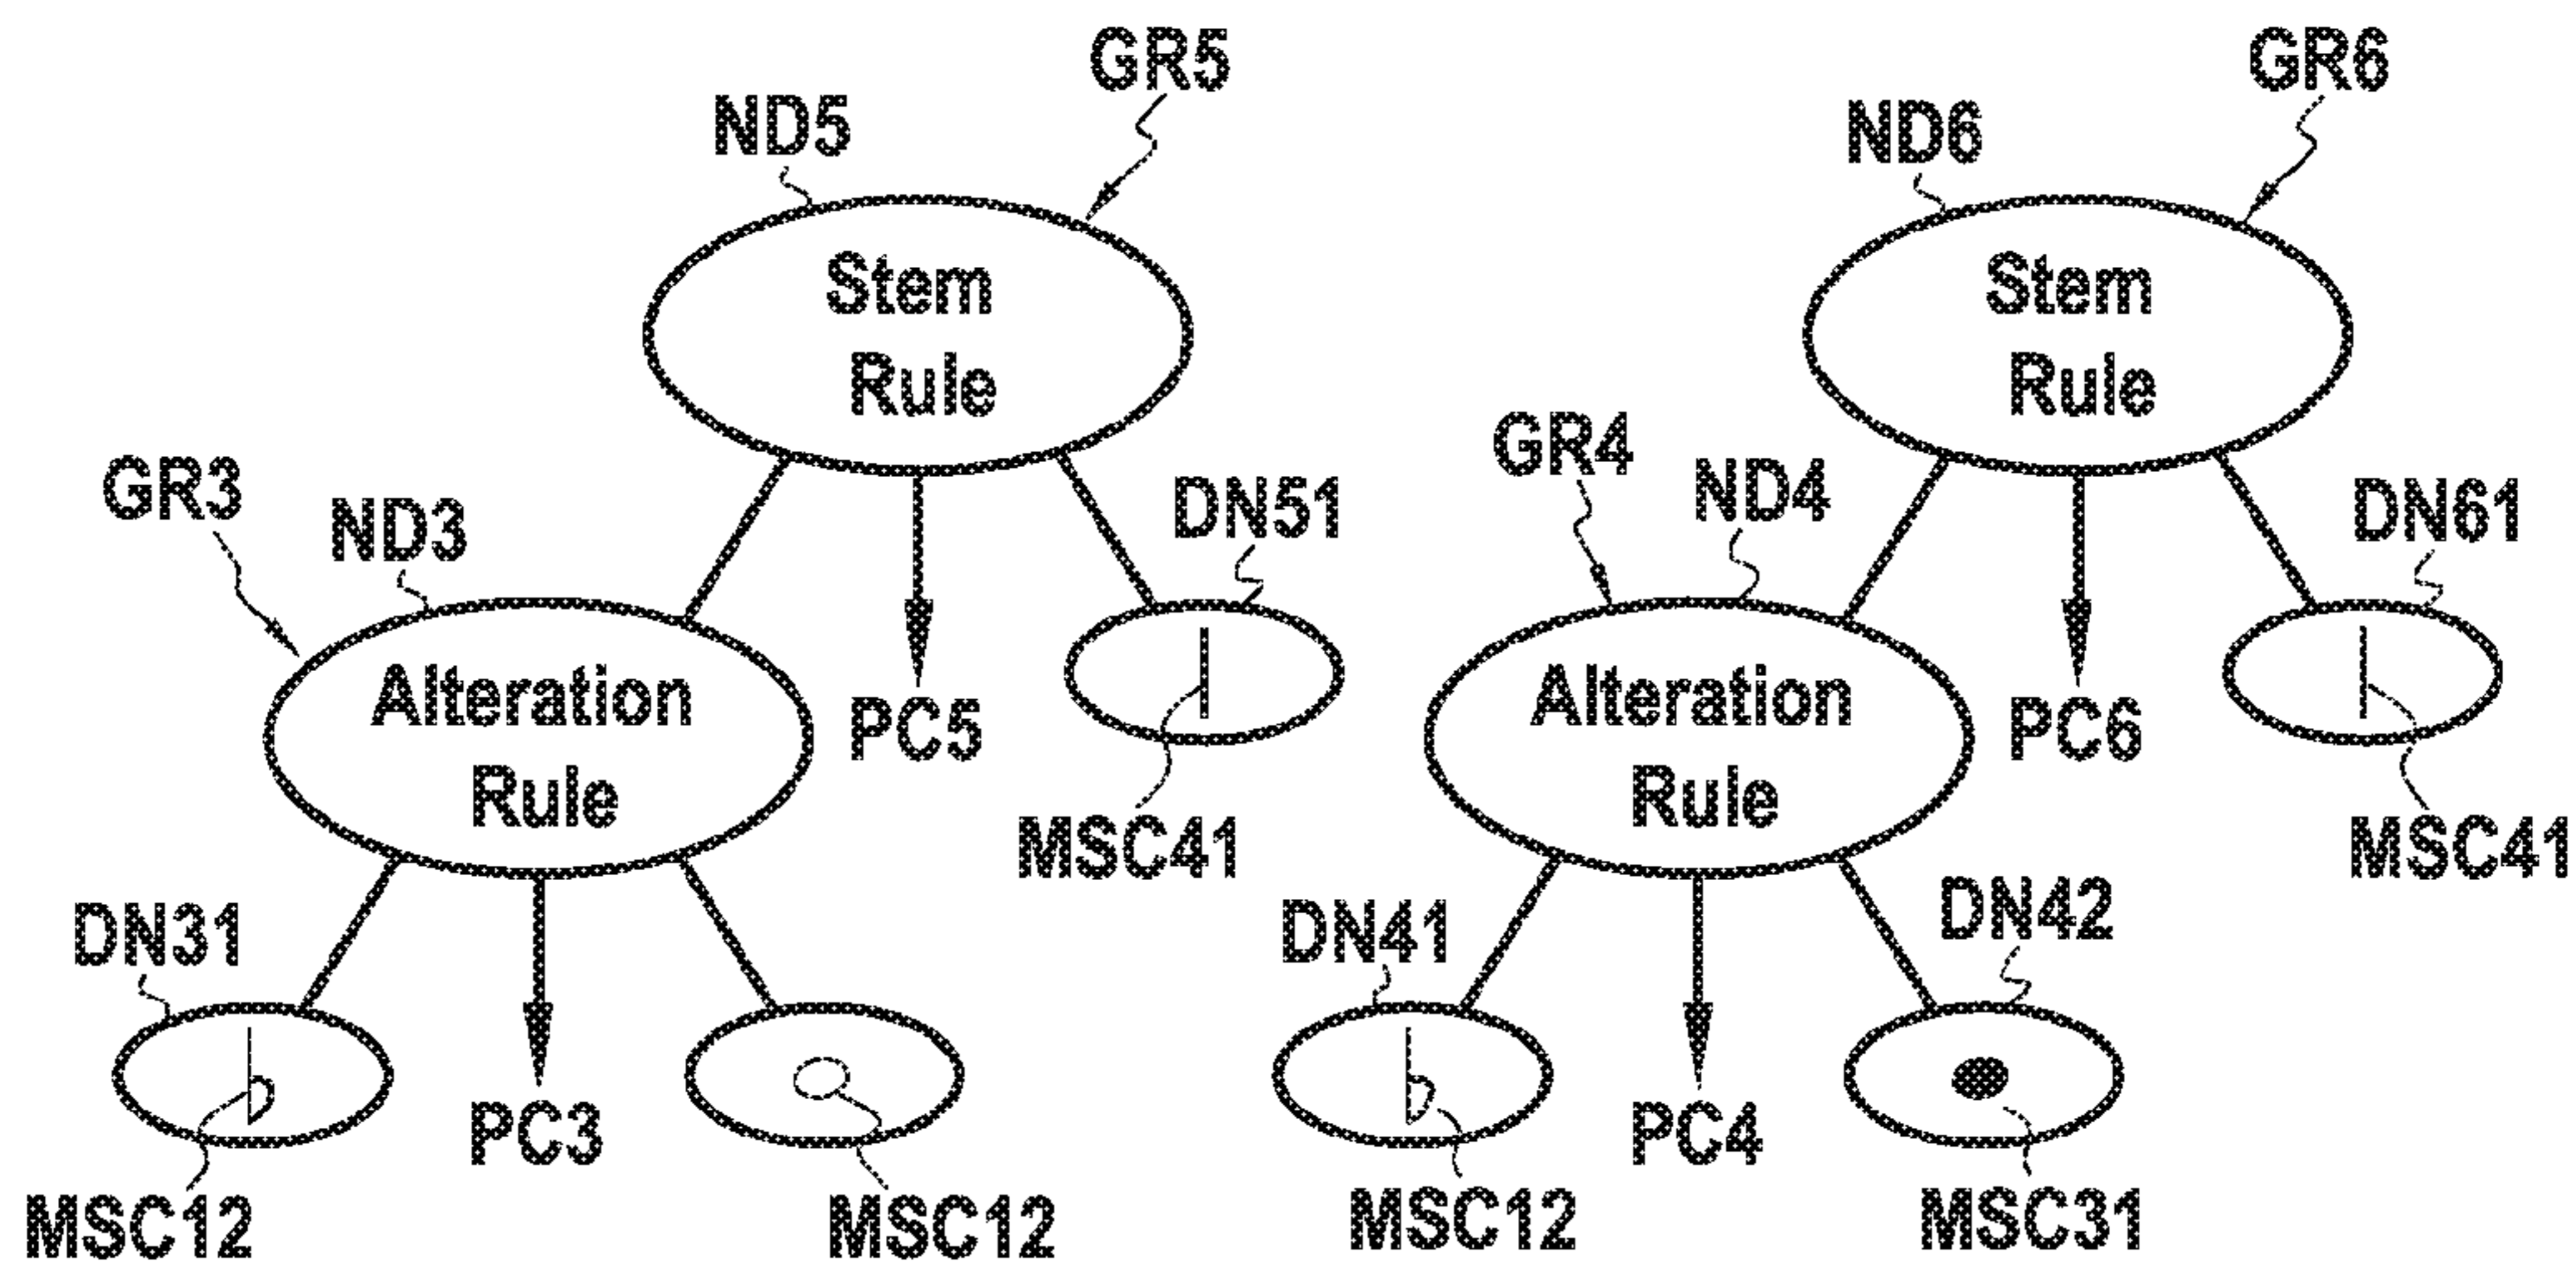 GR5
GR6
ND5
ND6
Stem
Rule
Stem
Rule
GR3
ND3
DN51
GR4
ND4
DN61
Alteration
Rule
PC5
MSC41
Alteration
Rule
PC6
MSC41
DN31
PC3
DN41
PC4
DN42
MSC12
MSC12
MSC12
MSC31